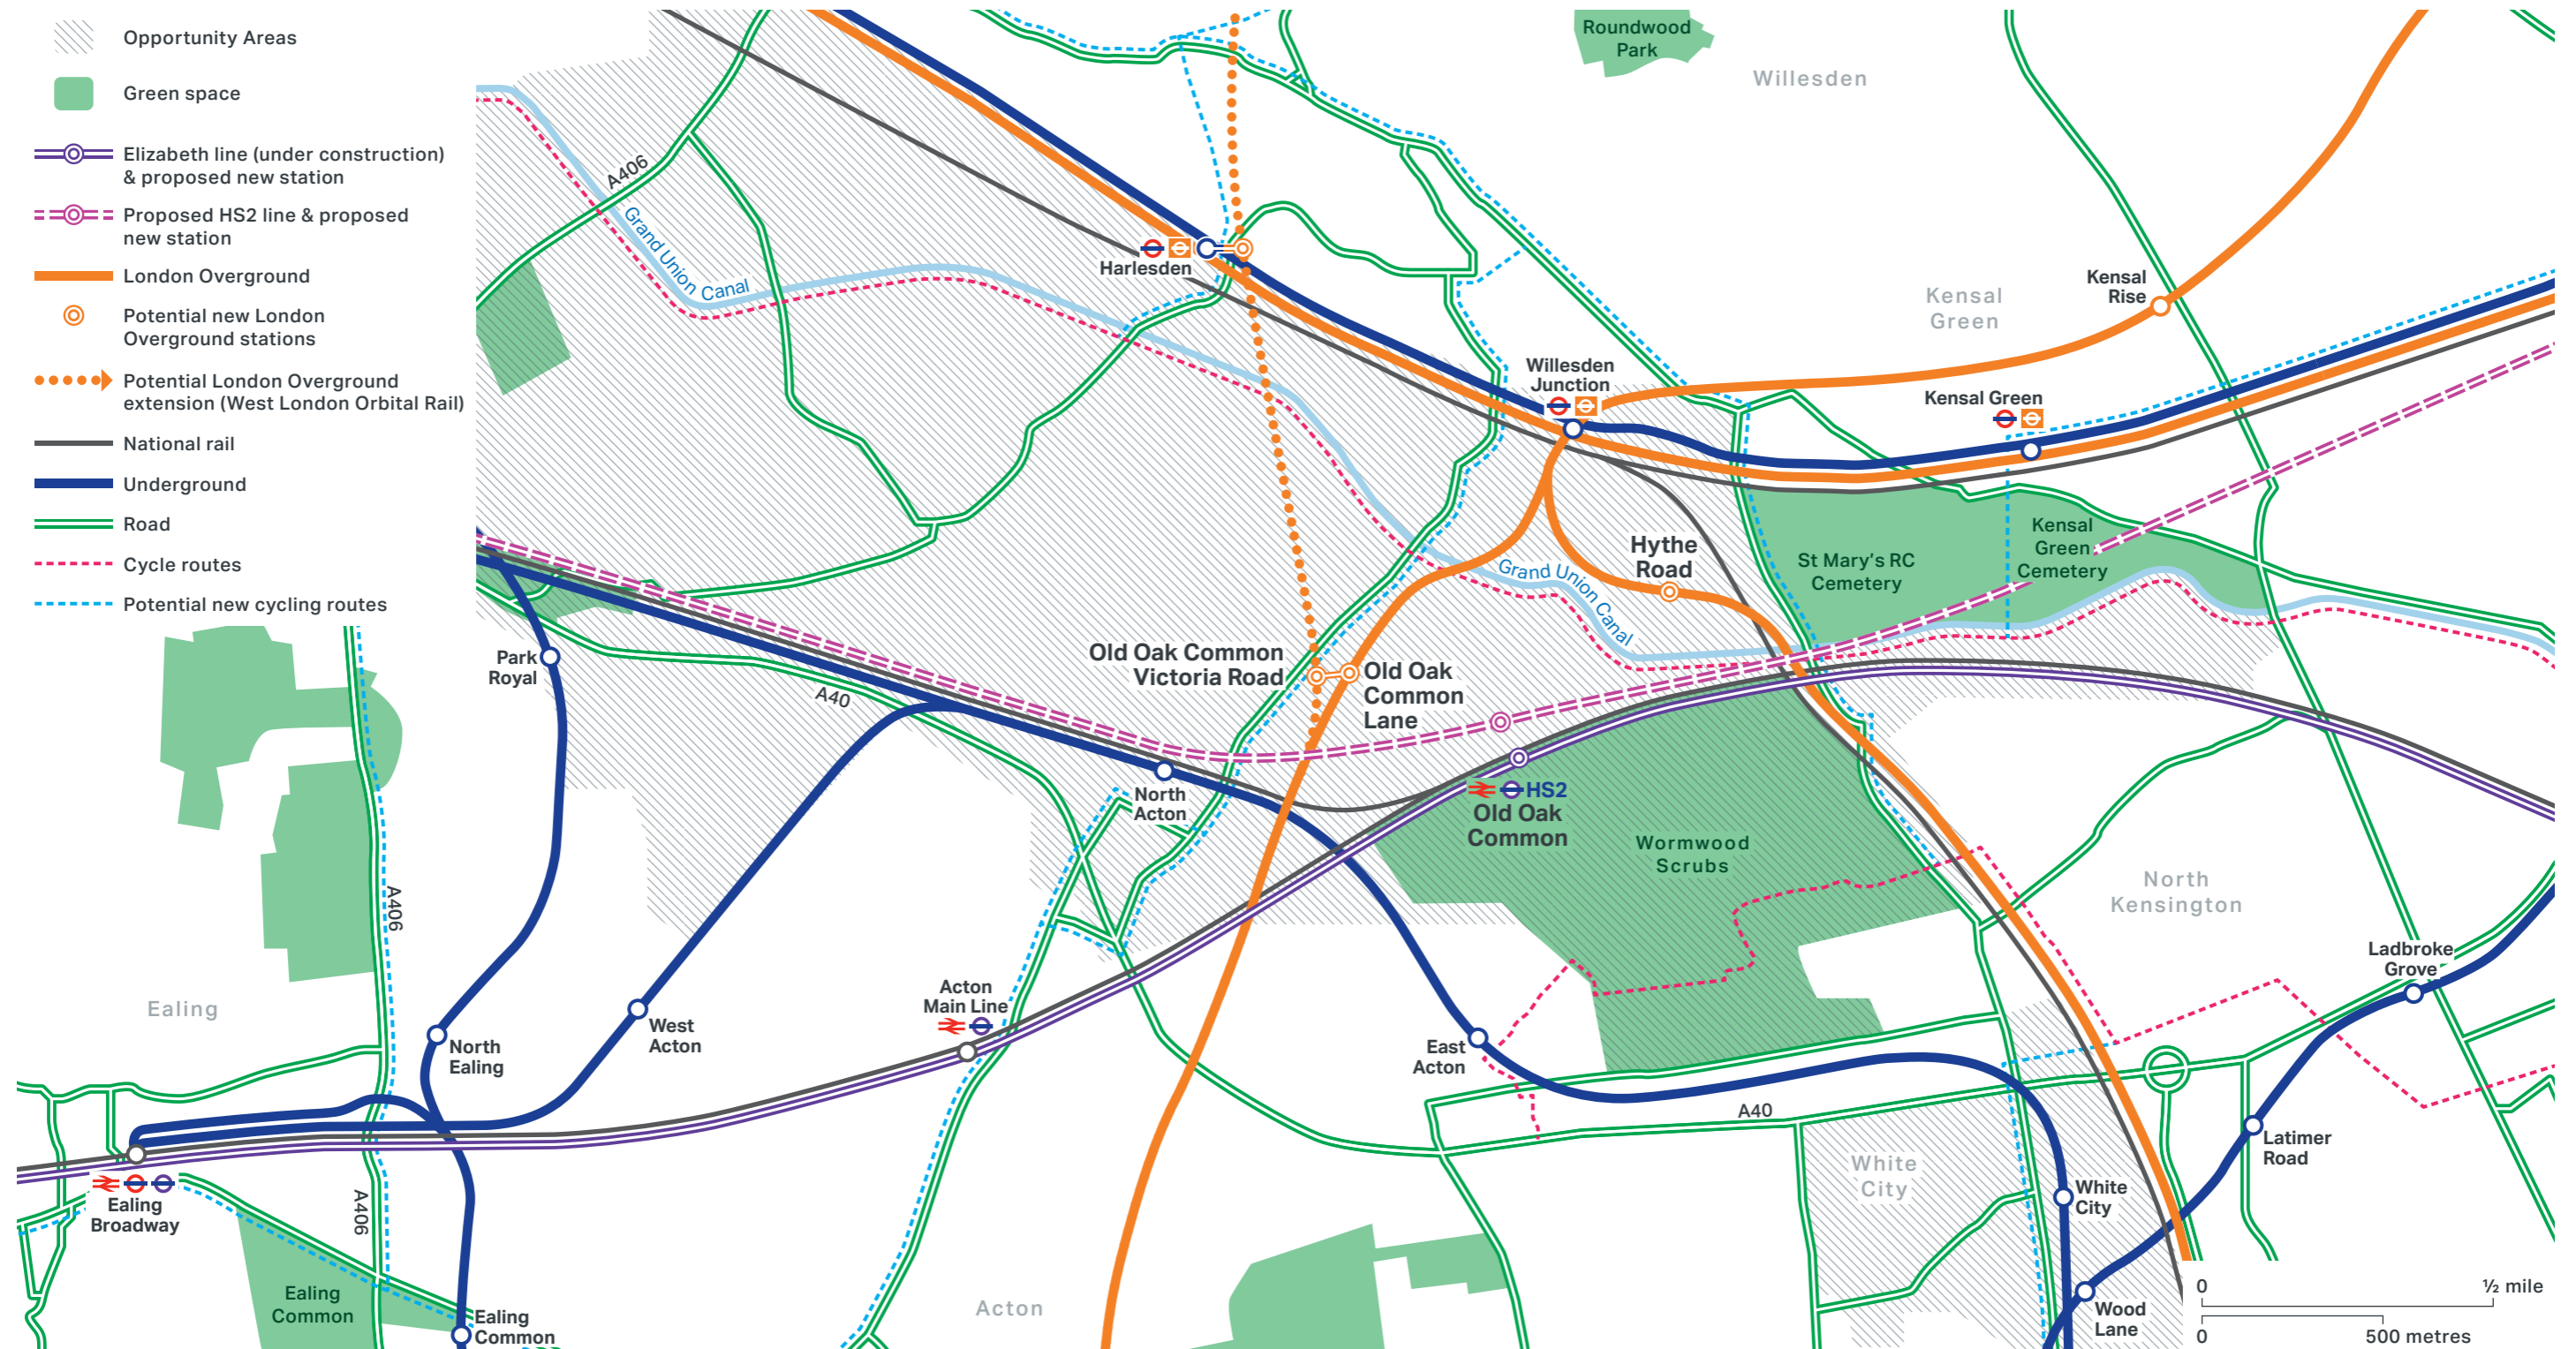 Opportunity Areas
Green space
Elizabeth line (under construction)
& proposed new station
Proposed HS2 line & proposed
new station
London Overground
Potential new London
Overground stations
Potential London Overground
extension (West London Orbital Rail)
National rail
Underground
Road
Cycle routes
Potential new cycling routes
Roundwood
Park
Willesden
A406
Grand Union Canal
Harlesden
Kensal
Rise
Kensal
Green
Willesden
Junction
Kensal Green
Hythe
Road
Grand Union Canal
St Mary's RC
Cemetery
Kensal
Green
Cemetery
Park
Royal
A40
Old Oak Common
Victoria Road
Old Oak
Common
Lane
North
Acton
HS2
Old Oak
Common
Wormwood
Scrubs
North
Kensington
A406
Ladbroke
Grove
Ealing
North
Ealing
West
Acton
Acton
Main Line
East
Acton
A40
Latimer
Road
White
City
White
City
A406
Ealing
Broadway
Ealing
Common
Ealing
Common
Acton
Wood
Lane
0 ½ mile
0 500 metres